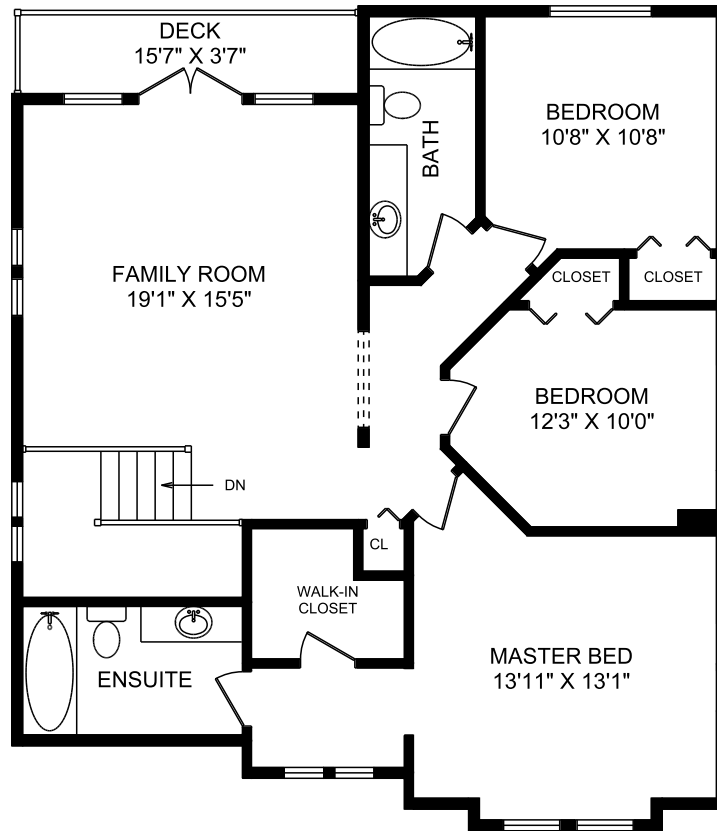 DECK
15'7" X 3'7"
BEDROOM
10'8" X 10'8"
BATH
FAMILY ROOM
19'1" X 15'5"
CLOSET
CLOSET
BEDROOM
12'3" X 10'0"
DN
CL
WALK-IN
CLOSET
MASTER BED
13'11" X 13'1"
ENSUITE